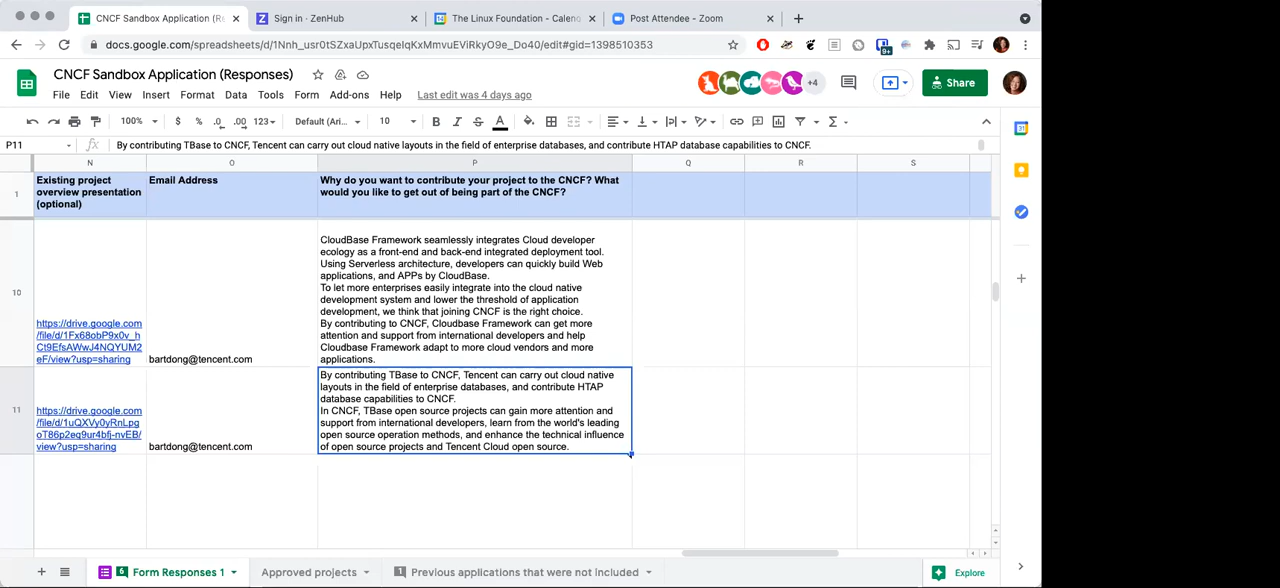 CNCF Sandbox Application (Re
Sign in · ZenHub
The Linux Foundation - Calen
Post Attendee - Zoom
docs.google.com/spreadsheets/d/1Nnh_usr0tSZxaUpxTusqeIqKxMmvuEViRkyO9e_Do40/edit#gid=1398510353
9+
CNCF Sandbox Application (Responses)
+4
Share
File Edit View Insert Format Data Tools Form Add-ons Help Last edit was 4 days ago
100% $ % .0 .00 123 Default (Ari... 10 B I S A
P11 fx By contributing TBase to CNCF, Tencent can carry out cloud native layouts in the field of enterprise databases, and contribute HTAP database capabilities to CNCF.
N O P Q R S
1
Existing project
overview presentation
(optional)
Email Address
Why do you want to contribute your project to the CNCF? What
would you like to get out of being part of the CNCF?
10
https://drive.google.com
/file/d/1Fx68obP9x0v_h
Ct9EfsAWwJ4NQYUM2
eF/view?usp=sharing
bartdong@tencent.com
CloudBase Framework seamlessly integrates Cloud developer
ecology as a front-end and back-end integrated deployment tool.
Using Serverless architecture, developers can quickly build Web
applications, and APPs by CloudBase.
To let more enterprises easily integrate into the cloud native
development system and lower the threshold of application
development, we think that joining CNCF is the right choice.
By contributing to CNCF, Cloudbase Framework can get more
attention and support from international developers and help
Cloudbase Framework adapt to more cloud vendors and more
applications.
11
https://drive.google.com
/file/d/1uQXVy0yRnLpg
oT86p2eq9ur4bfj-nvEB/
view?usp=sharing
bartdong@tencent.com
By contributing TBase to CNCF, Tencent can carry out cloud native
layouts in the field of enterprise databases, and contribute HTAP
database capabilities to CNCF.
In CNCF, TBase open source projects can gain more attention and
support from international developers, learn from the world's leading
open source operation methods, and enhance the technical influence
of open source projects and Tencent Cloud open source.
6 Form Responses 1
Approved projects
1 Previous applications that were not included
Explore